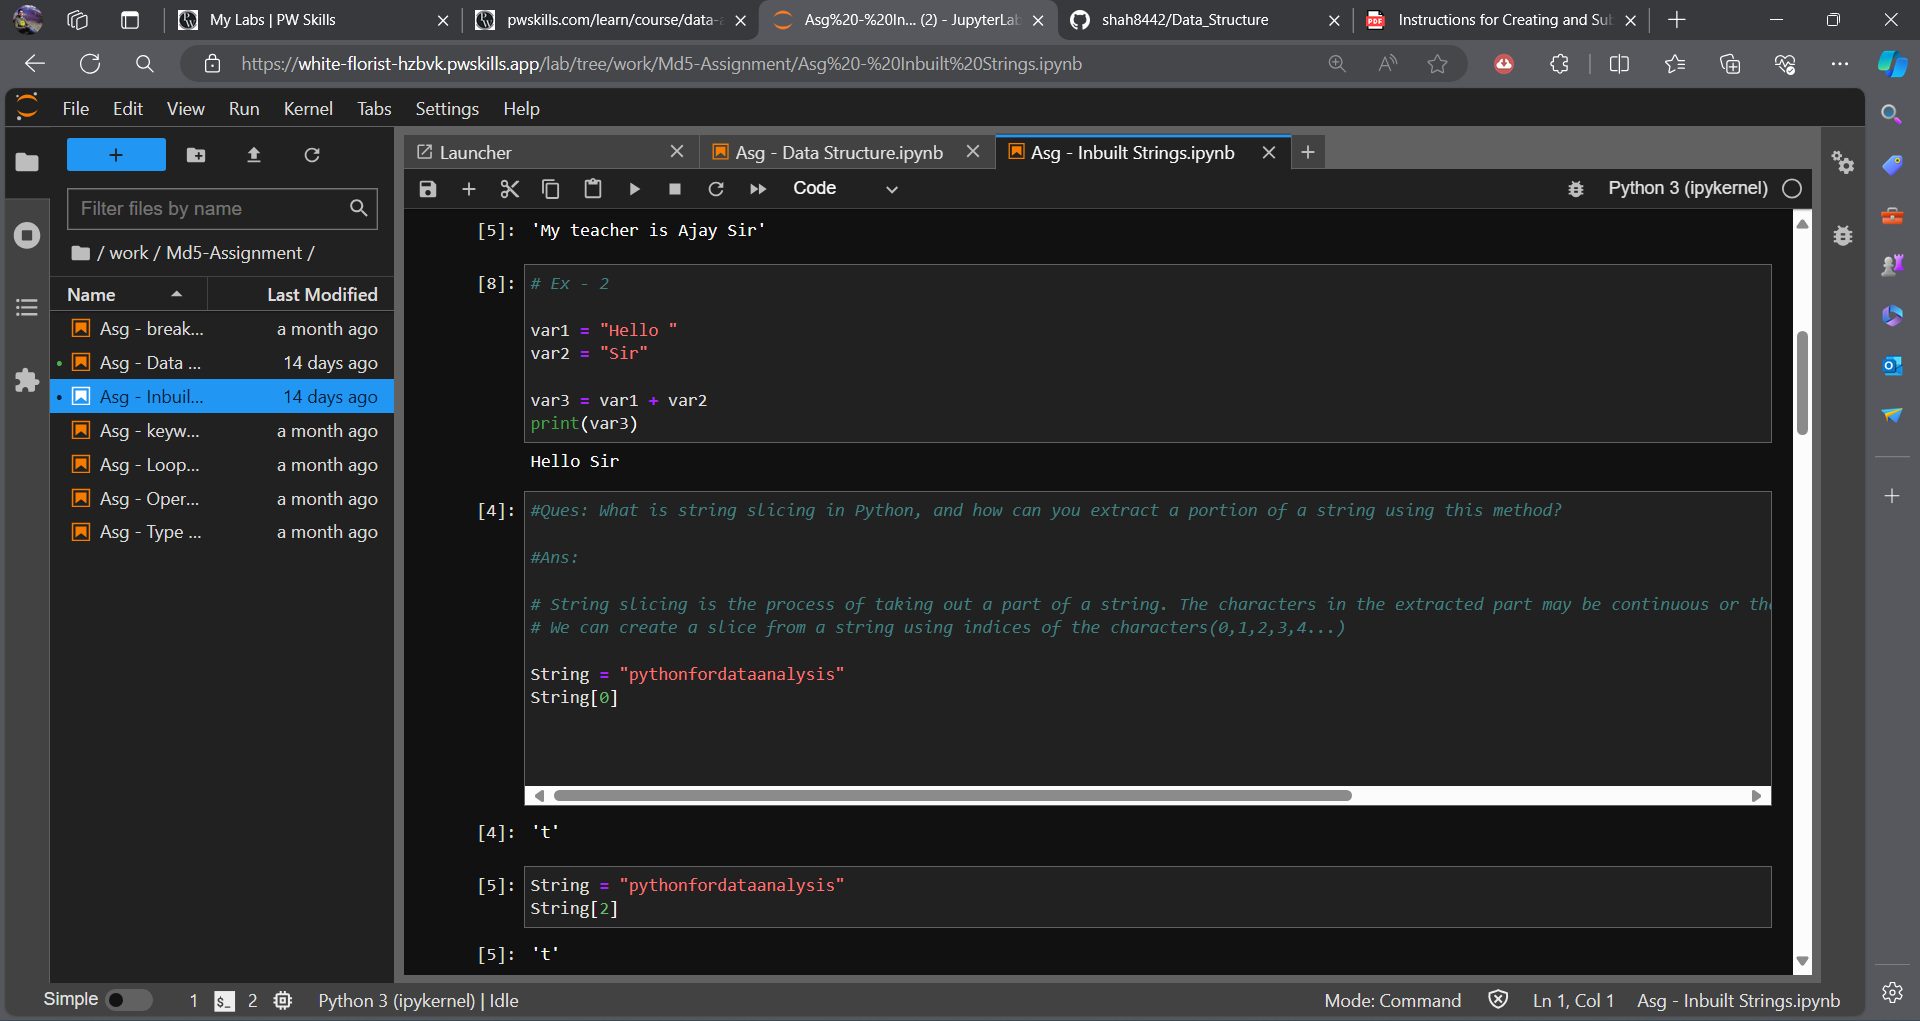 My Labs | PW Skills
pwskills.com/learn/course/data-a
Asg%20-%20In... (2) - JupyterLa
shah8442/Data_Structure
PDF
Instructions for Creating and Sub
https://white-florist-hzbvk.pwskills.app/lab/tree/work/Md5-Assignment/Asg%20-%20Inbuilt%20Strings.ipynb
File Edit View Run Kernel Tabs Settings Help
Launcher
Asg - Data Structure.ipynb
Asg - Inbuilt Strings.ipynb
Code
Python 3 (ipykernel)
Filter files by name
/ work / Md5-Assignment /
Name Last Modified
Asg - break... a month ago
Asg - Data ... 14 days ago
Asg - Inbuil... 14 days ago
Asg - keyw... a month ago
Asg - Loop... a month ago
Asg - Oper... a month ago
Asg - Type ... a month ago
[5]: 'My teacher is Ajay Sir'
[8]: # Ex - 2
var1 = "Hello "
var2 = "Sir"
var3 = var1 + var2
print(var3)
Hello Sir
[4]: #Ques: What is string slicing in Python, and how can you extract a portion of a string using this method?
#Ans:
# String slicing is the process of taking out a part of a string. The characters in the extracted part may be continuous or the
# We can create a slice from a string using indices of the characters(0,1,2,3,4...)
String = "pythonfordataanalysis"
String[0]
[4]: 't'
[5]: String = "pythonfordataanalysis"
String[2]
[5]: 't'
Simple 1 $_ 2 Python 3 (ipykernel) | Idle Mode: Command Ln 1, Col 1 Asg - Inbuilt Strings.ipynb